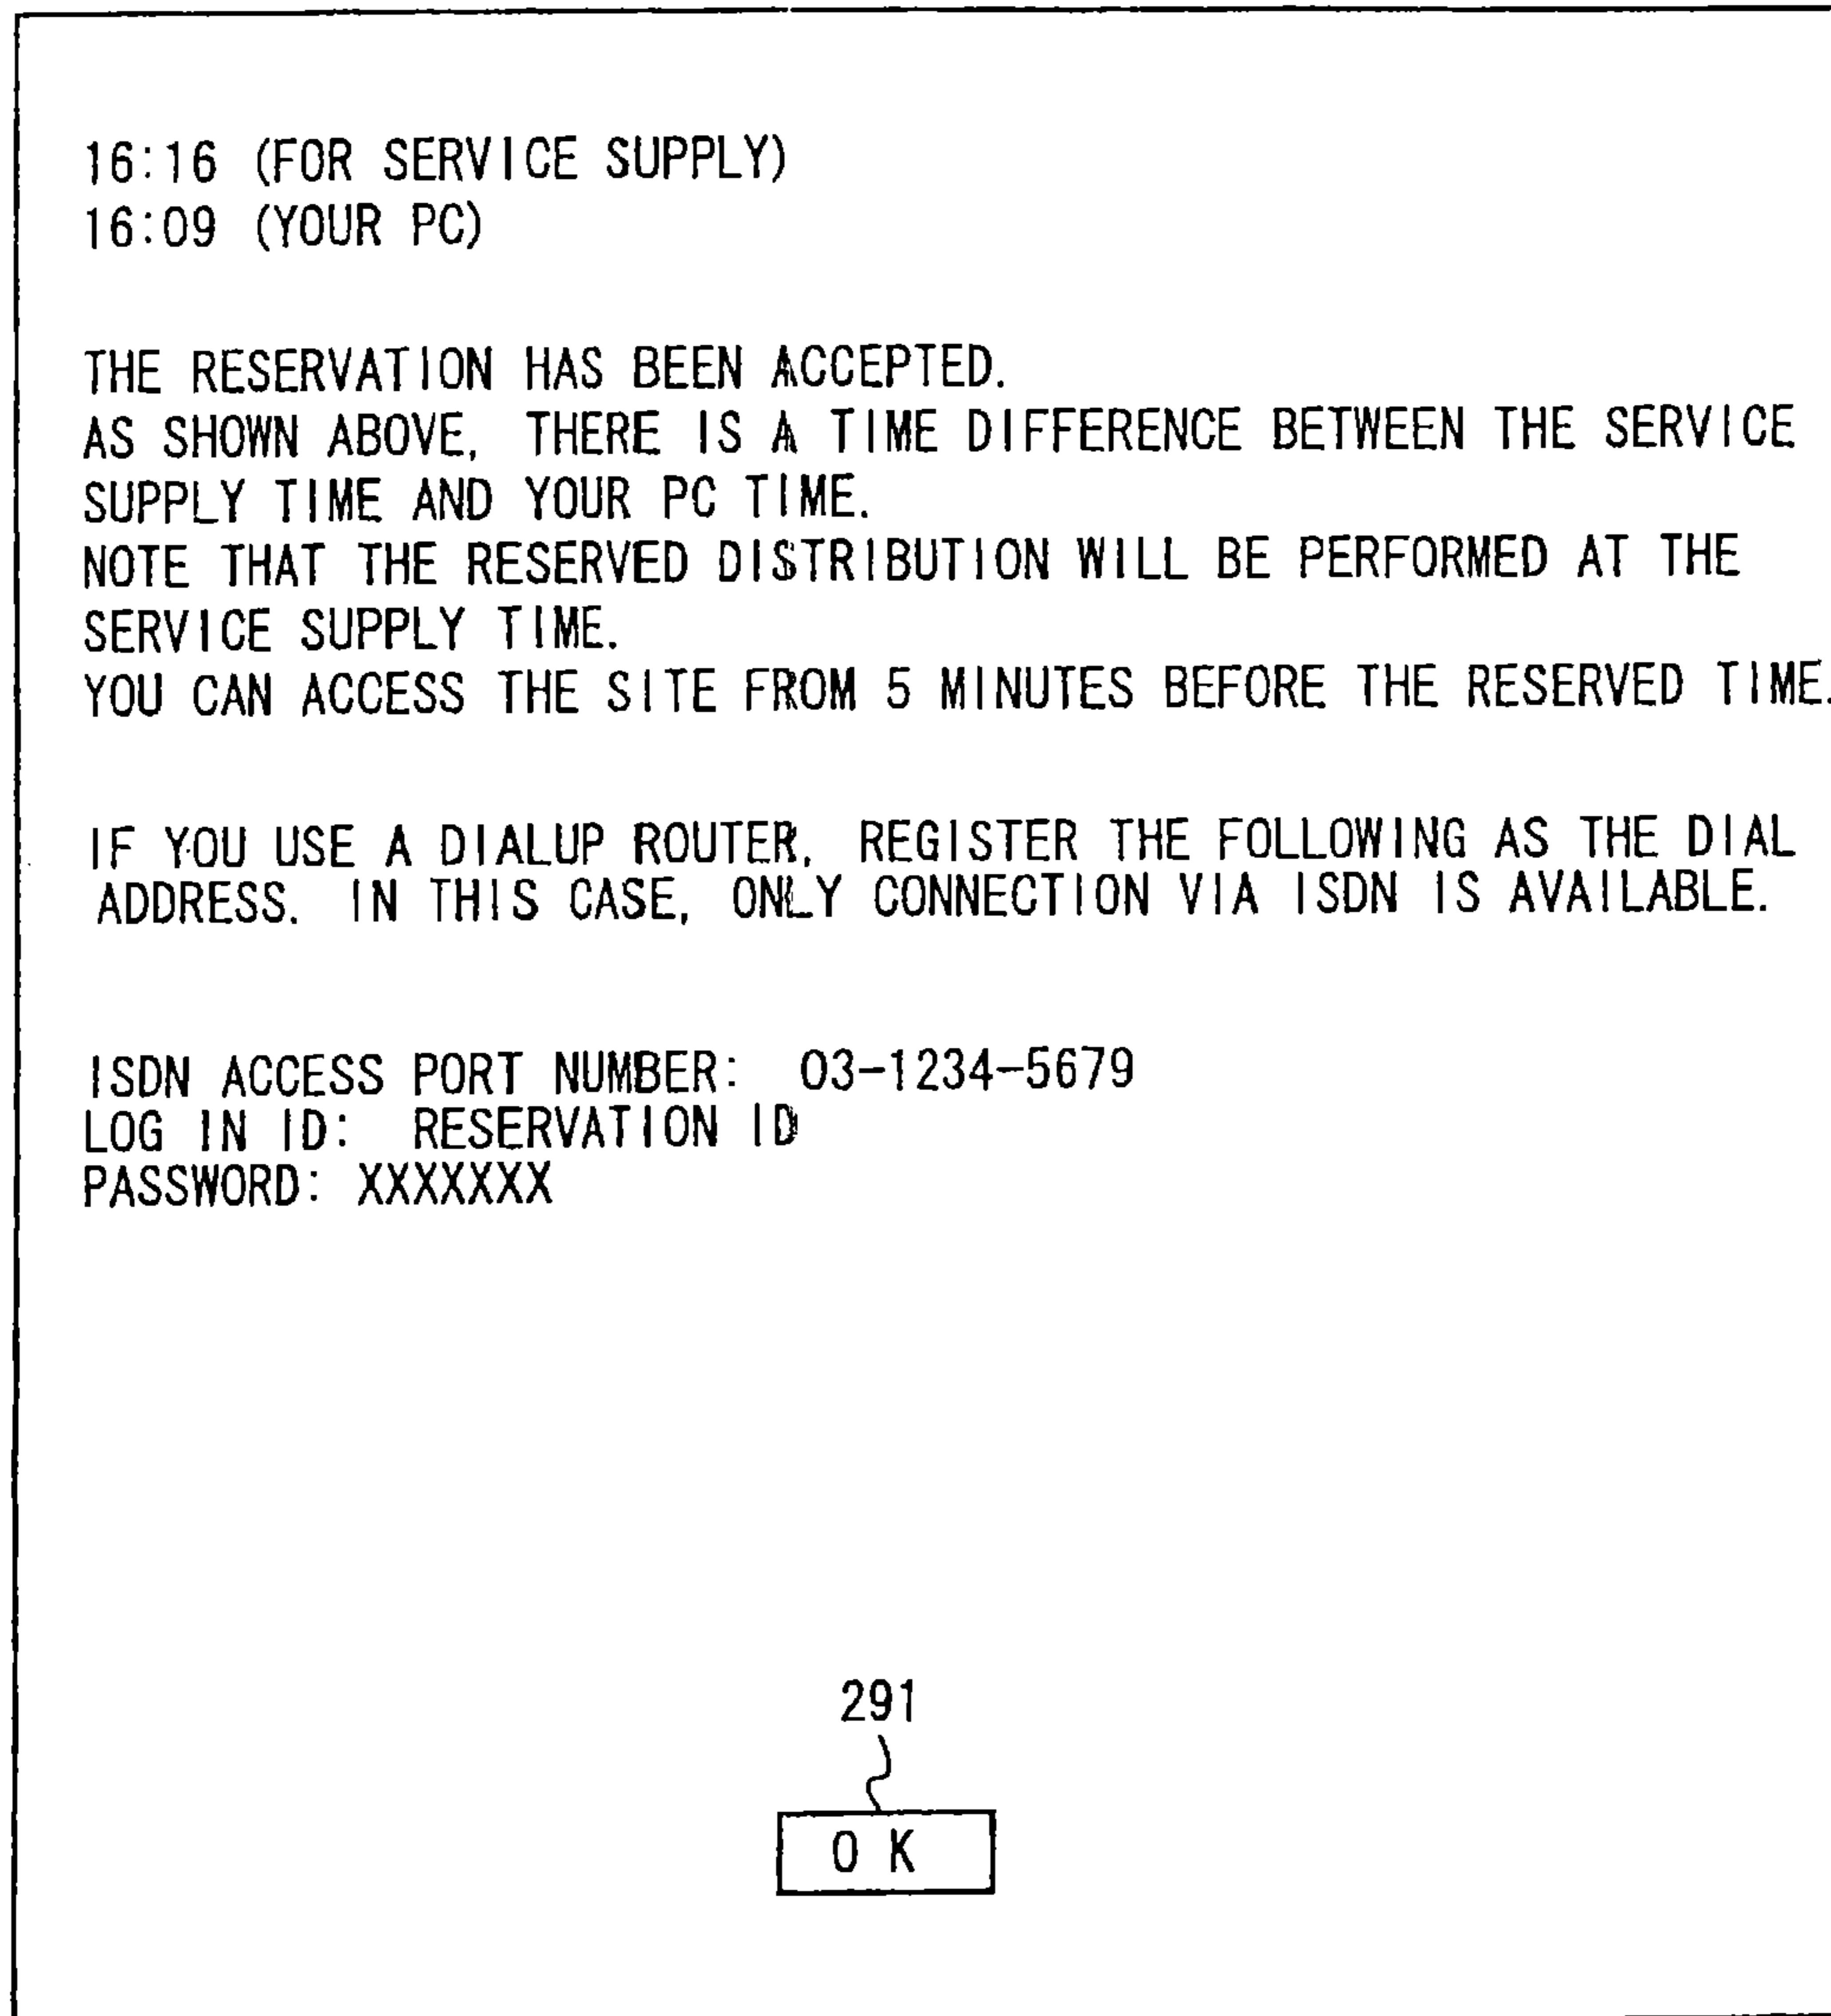 16:16 (FOR SERVICE SUPPLY)
16:09 (YOUR PC)
THE RESERVATION HAS BEEN ACCEPTED.
AS SHOWN ABOVE, THERE IS A TIME DIFFERENCE BETWEEN THE SERVICE
SUPPLY TIME AND YOUR PC TIME.
NOTE THAT THE RESERVED DISTRIBUTION WILL BE PERFORMED AT THE
SERVICE SUPPLY TIME.
YOU CAN ACCESS THE SITE FROM 5 MINUTES BEFORE THE RESERVED TIME.
IF YOU USE A DIALUP ROUTER, REGISTER THE FOLLOWING AS THE DIAL
ADDRESS. IN THIS CASE, ONLY CONNECTION VIA ISDN IS AVAILABLE.
ISDN ACCESS PORT NUMBER: 03-1234-5679
LOG IN ID: RESERVATION ID
PASSWORD: XXXXXXX
291
OK